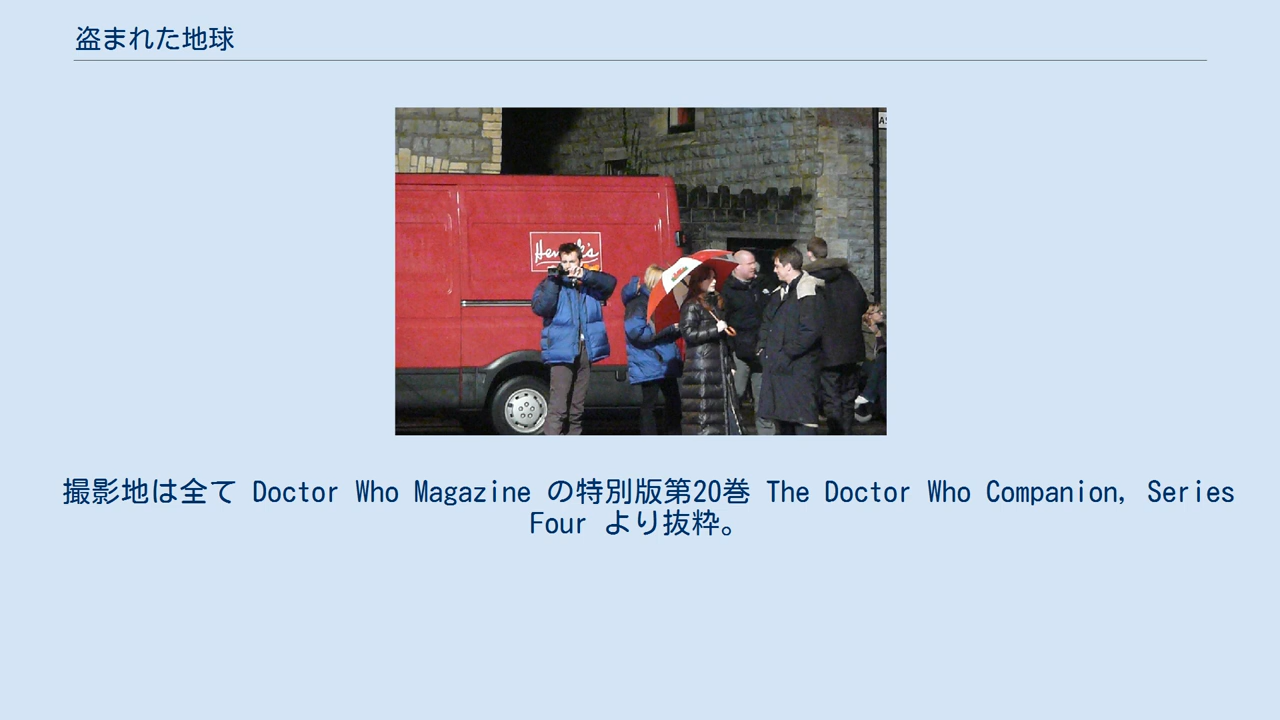 盗まれた地球
Henrik's
撮影地は全て Doctor Who Magazine の特別版第20巻 The Doctor Who Companion, Series
Four より抜粋。